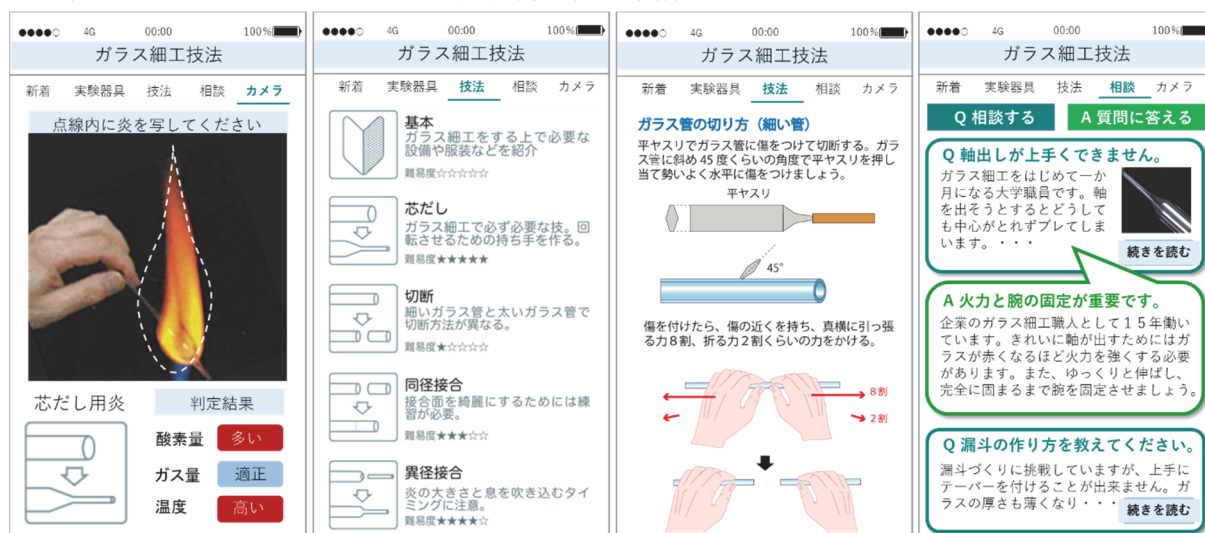 4G 00:00 100%
ガラス細工技法
新着 実験器具 技法 相談 カメラ
点線内に炎を写してください
芯だし用炎
判定結果
酸素量 多い
ガス量 適正
温度 高い
4G 00:00 100%
ガラス細工技法
新着 実験器具 技法 相談 カメラ
基本
ガラス細工をする上で必要な
設備や服装などを紹介
難易度☆☆☆☆☆
芯だし
ガラス細工で必ず必要な技。回
転させるための持ち手を作る。
難易度★★★★★
切断
細いガラス管と太いガラス管で
切断方法が異なる。
難易度★☆☆☆☆
同径接合
接合面を綺麗にするためには練
習が必要。
難易度★★★☆☆
異径接合
炎の大きさと息を吹き込むタイ
ミングに注意。
難易度★★★★☆
4G 00:00 100%
ガラス細工技法
新着 実験器具 技法 相談 カメラ
ガラス管の切り方（細い管）
平ヤスリでガラス管に傷をつけて切断する。ガラ
ス管に斜め45度くらいの角度で平ヤスリを押し
当て勢いよく水平に傷をつけましょう。
平ヤスリ
45°
傷を付けたら、傷の近くを持ち、真横に引っ張
る力8割、折る力2割くらいの力をかける。
8割
2割
4G 00:00 100%
ガラス細工技法
新着 実験器具 技法 相談 カメラ
Q 相談する A 質問に答える
Q 軸出しが上手くできません。
ガラス細工をはじめて一か
月になる大学職員です。軸
を出そうとするとどうして
も中心がとれずブレてしま
います。・・・
続きを読む
A 火力と腕の固定が重要です。
企業のガラス細工職人として１５年働い
ています。きれいに軸が出すためにはガ
ラスが赤くなるほど火力を強くする必要
があります。また、ゆっくりと伸ばし、
完全に固まるまで腕を固定させましょう。
Q 漏斗の作り方を教えてください。
漏斗づくりに挑戦していますが、上手に
テーパーを付けることが出来ません。ガ
ラスの厚さも薄くなり・・・
続きを読む